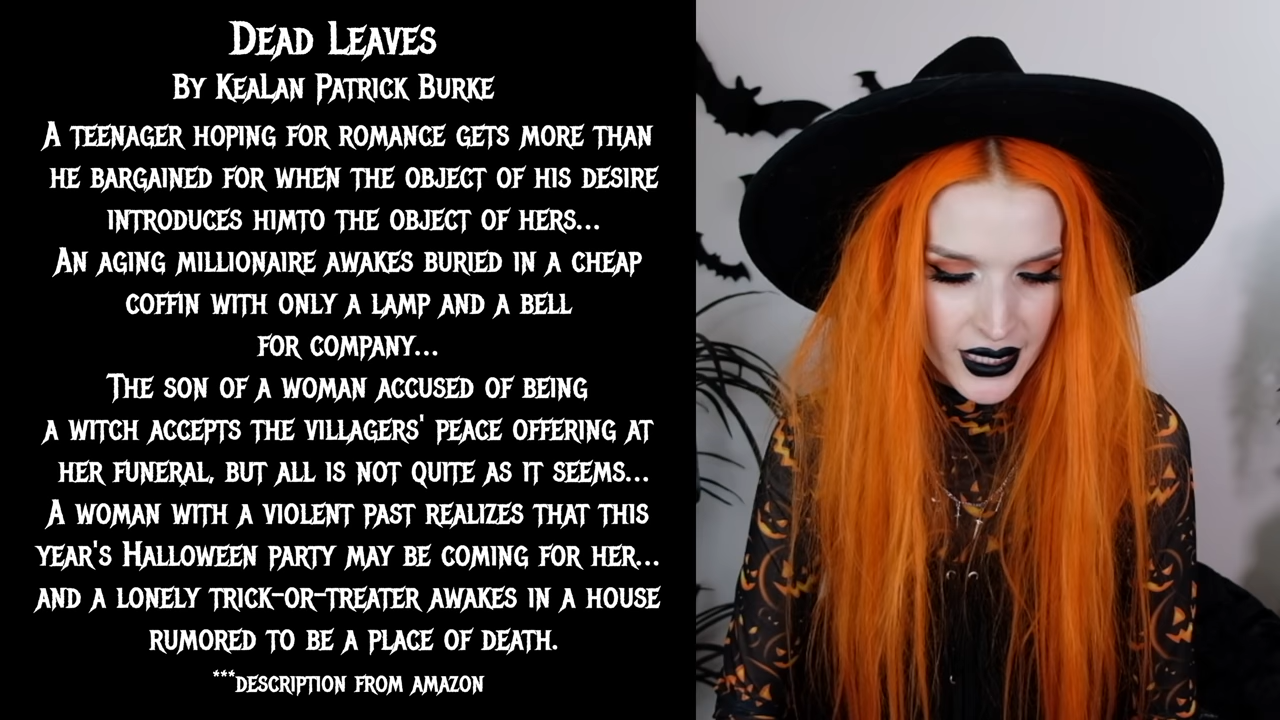 Dead Leaves
By Kealan Patrick Burke
A teenager hoping for romance gets more than
he bargained for when the object of his desire
introduces himto the object of hers...
An aging millionaire awakes buried in a cheap
coffin with only a lamp and a bell
for company...
The son of a woman accused of being
a witch accepts the villagers' peace offering at
her funeral, but all is not quite as it seems...
A woman with a violent past realizes that this
year's Halloween party may be coming for her...
and a lonely trick-or-treater awakes in a house
rumored to be a place of death.
***description from amazon